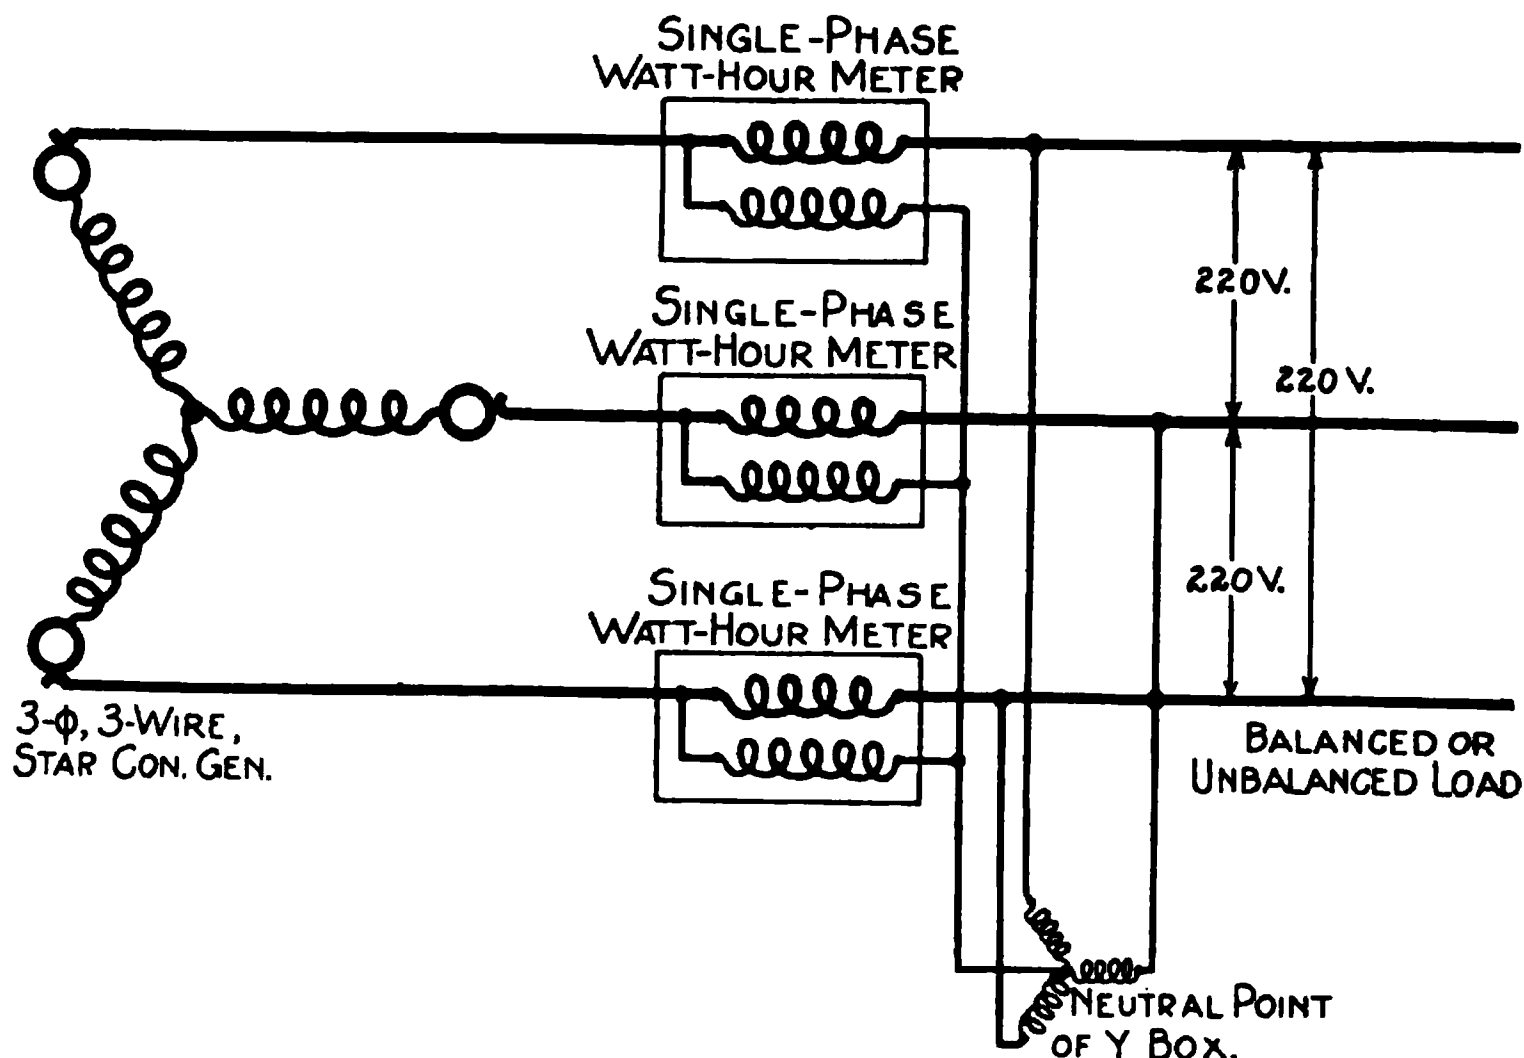 SINGLE-PHASE
WATT-HOUR METER
220V.
SINGLE-PHASE
WATT-HOUR METER
220 V.
SINGLE-PHASE
WATT-HOUR METER
220V.
3-ϕ, 3-WIRE,
STAR CON. GEN.
BALANCED OR
UNBALANCED LOAD
NEUTRAL POINT
OF Y BOX.